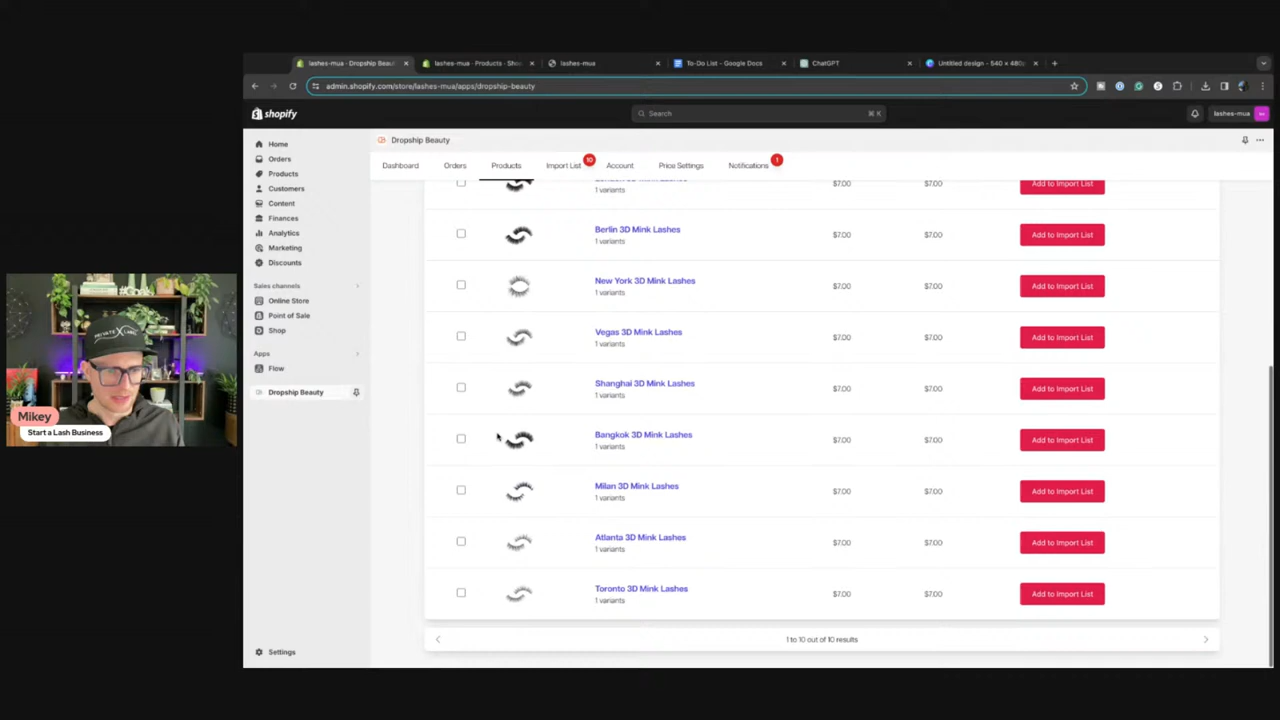 lashes-mua - Dropship Beaut
lashes-mua - Products - Sho
lashes-mua
To-Do List - Google Docs
ChatGPT
Untitled design - 540 × 480p
admin.shopify.com/store/lashes-mua/apps/dropship-beauty
shopify
Search
⌘ K
lashes-mua
Home
Orders
Products
Customers
Content
Finances
Analytics
Marketing
Discounts
Sales channels
Online Store
Point of Sale
Shop
Apps
Flow
Dropship Beauty
Settings
Dropship Beauty
Dashboard
Orders
Products
Import List 10
Account
Price Settings
Notifications 1
1 variants
$7.00
$7.00
Add to Import List
Berlin 3D Mink Lashes
1 variants
$7.00
$7.00
Add to Import List
New York 3D Mink Lashes
1 variants
$7.00
$7.00
Add to Import List
Vegas 3D Mink Lashes
1 variants
$7.00
$7.00
Add to Import List
Shanghai 3D Mink Lashes
1 variants
$7.00
$7.00
Add to Import List
Bangkok 3D Mink Lashes
1 variants
$7.00
$7.00
Add to Import List
Milan 3D Mink Lashes
1 variants
$7.00
$7.00
Add to Import List
Atlanta 3D Mink Lashes
1 variants
$7.00
$7.00
Add to Import List
Toronto 3D Mink Lashes
1 variants
$7.00
$7.00
Add to Import List
1 to 10 out of 10 results
PRIVATE X LABEL
Mikey
Start a Lash Business